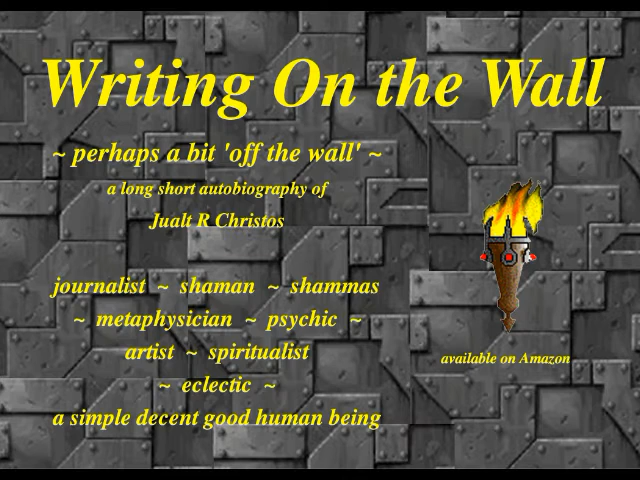 Writing On the Wall
~ perhaps a bit 'off the wall' ~
a long short autobiography of
Jualt R Christos
journalist ~ shaman ~ shammas
~ metaphysician ~ psychic ~
artist ~ spiritualist
~ eclectic ~
a simple decent good human being
available on Amazon